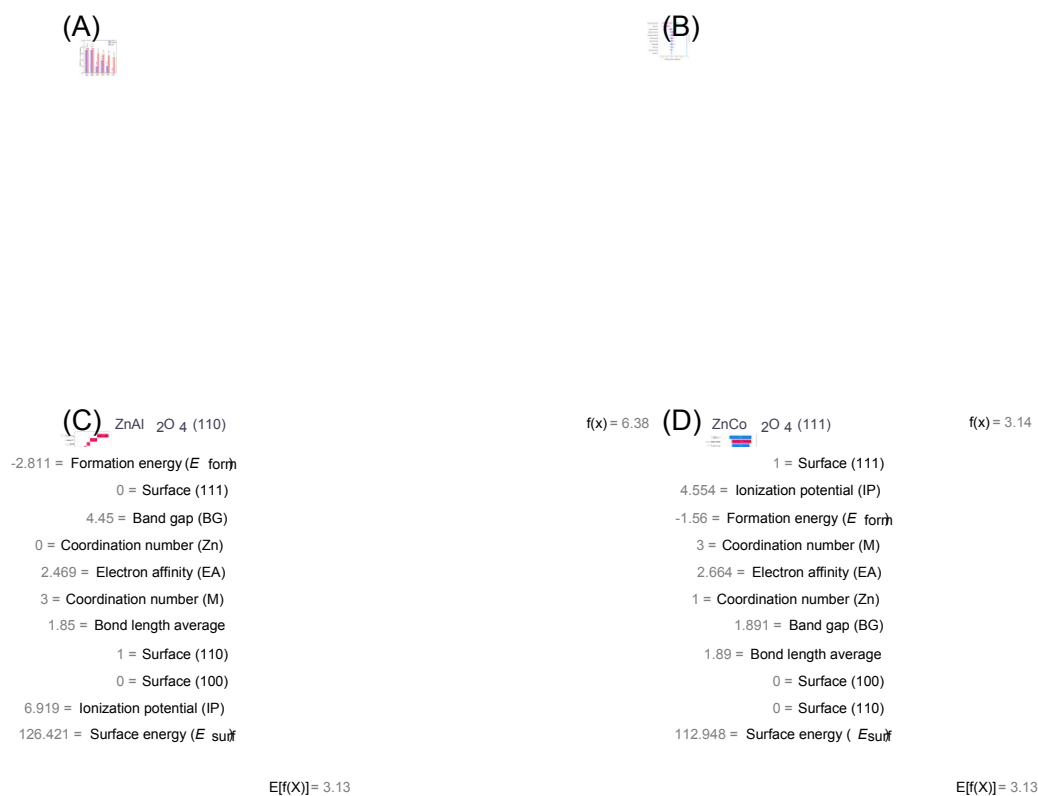 (A)
(B)
(C) ZnAl 2O 4 (110) f(x) = 6.38
-2.811 = Formation energy (E form)
0 = Surface (111)
4.45 = Band gap (BG)
0 = Coordination number (Zn)
2.469 = Electron affinity (EA)
3 = Coordination number (M)
1.85 = Bond length average
1 = Surface (110)
0 = Surface (100)
6.919 = Ionization potential (IP)
126.421 = Surface energy (E surf)
E[f(X)] = 3.13
(D) ZnCo 2O 4 (111) f(x) = 3.14
1 = Surface (111)
4.554 = Ionization potential (IP)
-1.56 = Formation energy (E form)
3 = Coordination number (M)
2.664 = Electron affinity (EA)
1 = Coordination number (Zn)
1.891 = Band gap (BG)
1.89 = Bond length average
0 = Surface (100)
0 = Surface (110)
112.948 = Surface energy ( Esurf)
E[f(X)] = 3.13